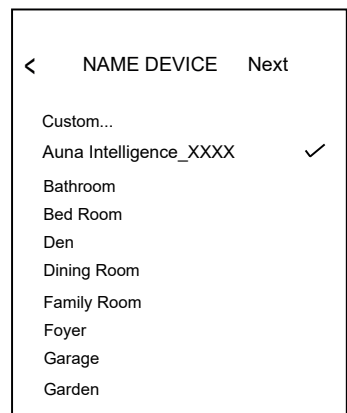 < NAME DEVICE Next
Custom...
Auna Intelligence_XXXX
Bathroom
Bed Room
Den
Dining Room
Family Room
Foyer
Garage
Garden